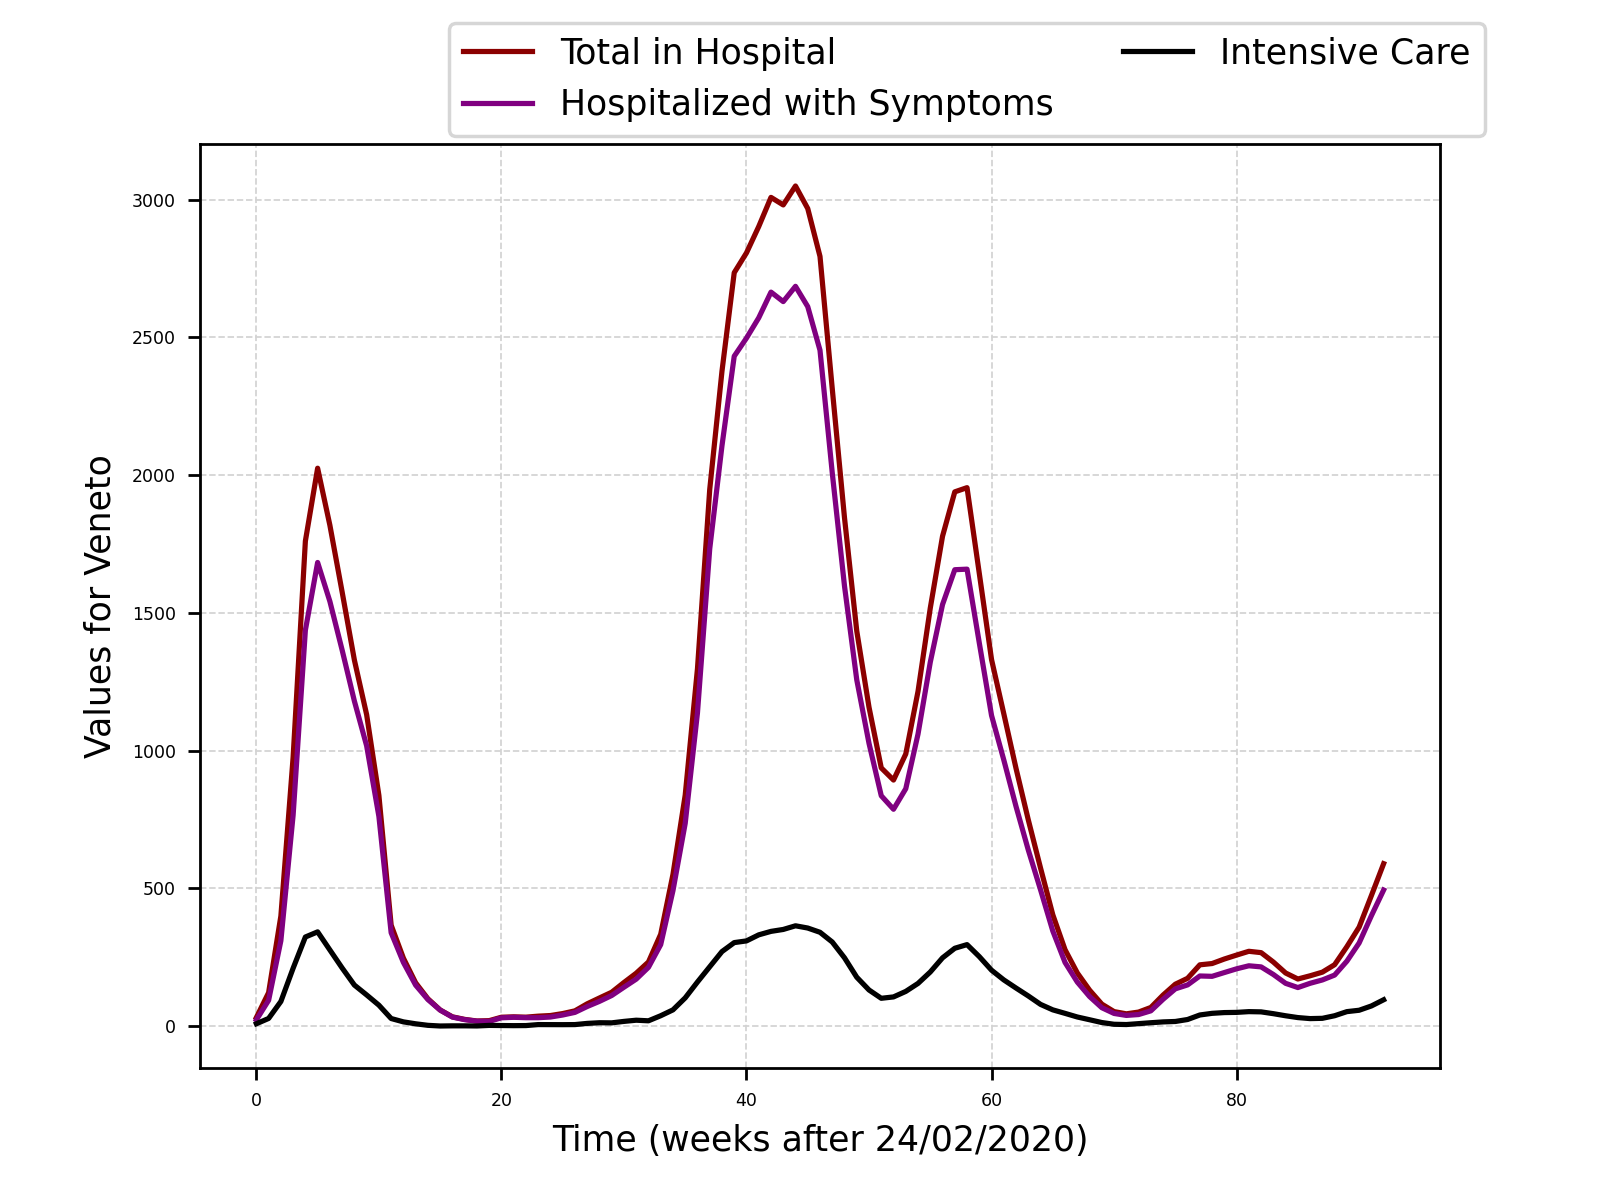 Total in Hospital
Hospitalized with Symptoms
Intensive Care
Values for Veneto
3000
2500
2000
1500
1000
500
0
0 20 40 60 80
Time (weeks after 24/02/2020)